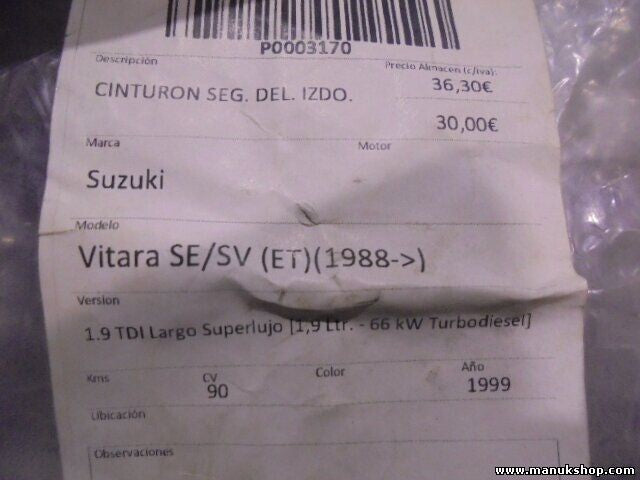 P0003170
Descripción Precio Almacen (c/iva):
CINTURON SEG. DEL. IZDO. 36,30€
30,00€
Marca Motor
Suzuki
Modelo
Vitara SE/SV (ET)(1988->)
Version
1.9 TDI Largo Superlujo [1,9 Ltr. - 66 kW Turbodiesel]
Kms CV Color Año
90 1999
Ubicación
Observaciones
www.manukshop.com